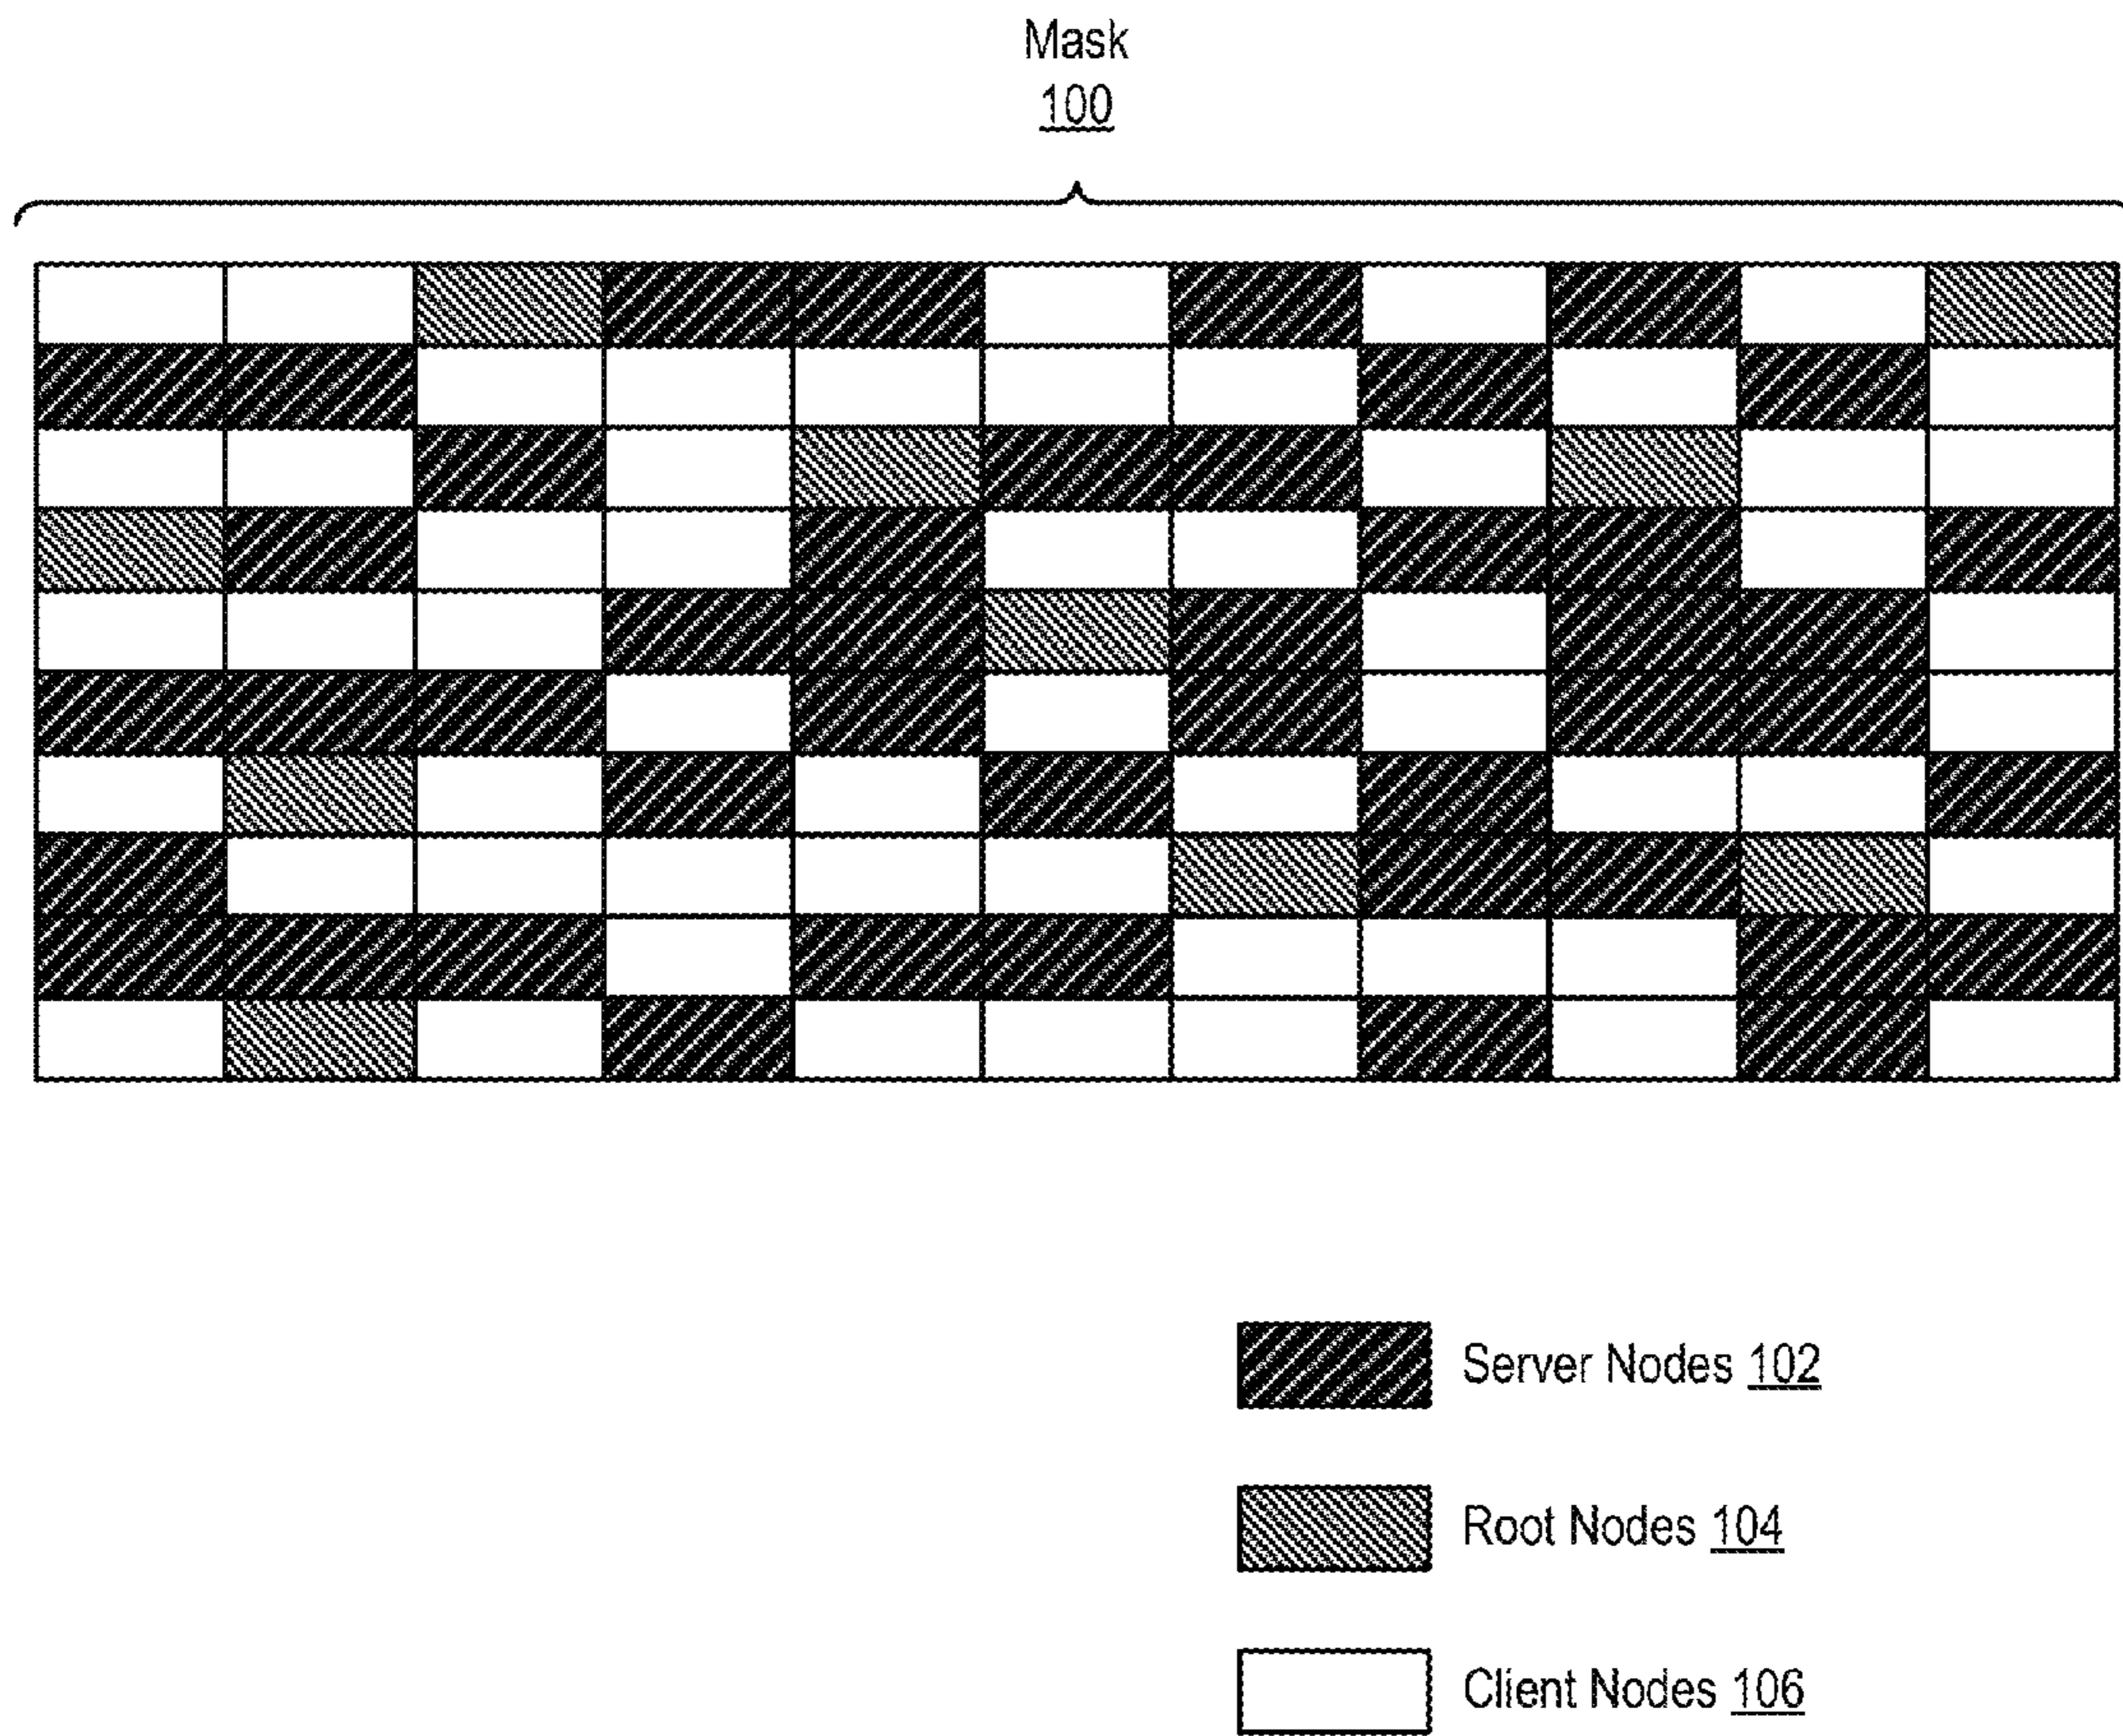 Mask
100
Server Nodes 102
Root Nodes 104
Client Nodes 106